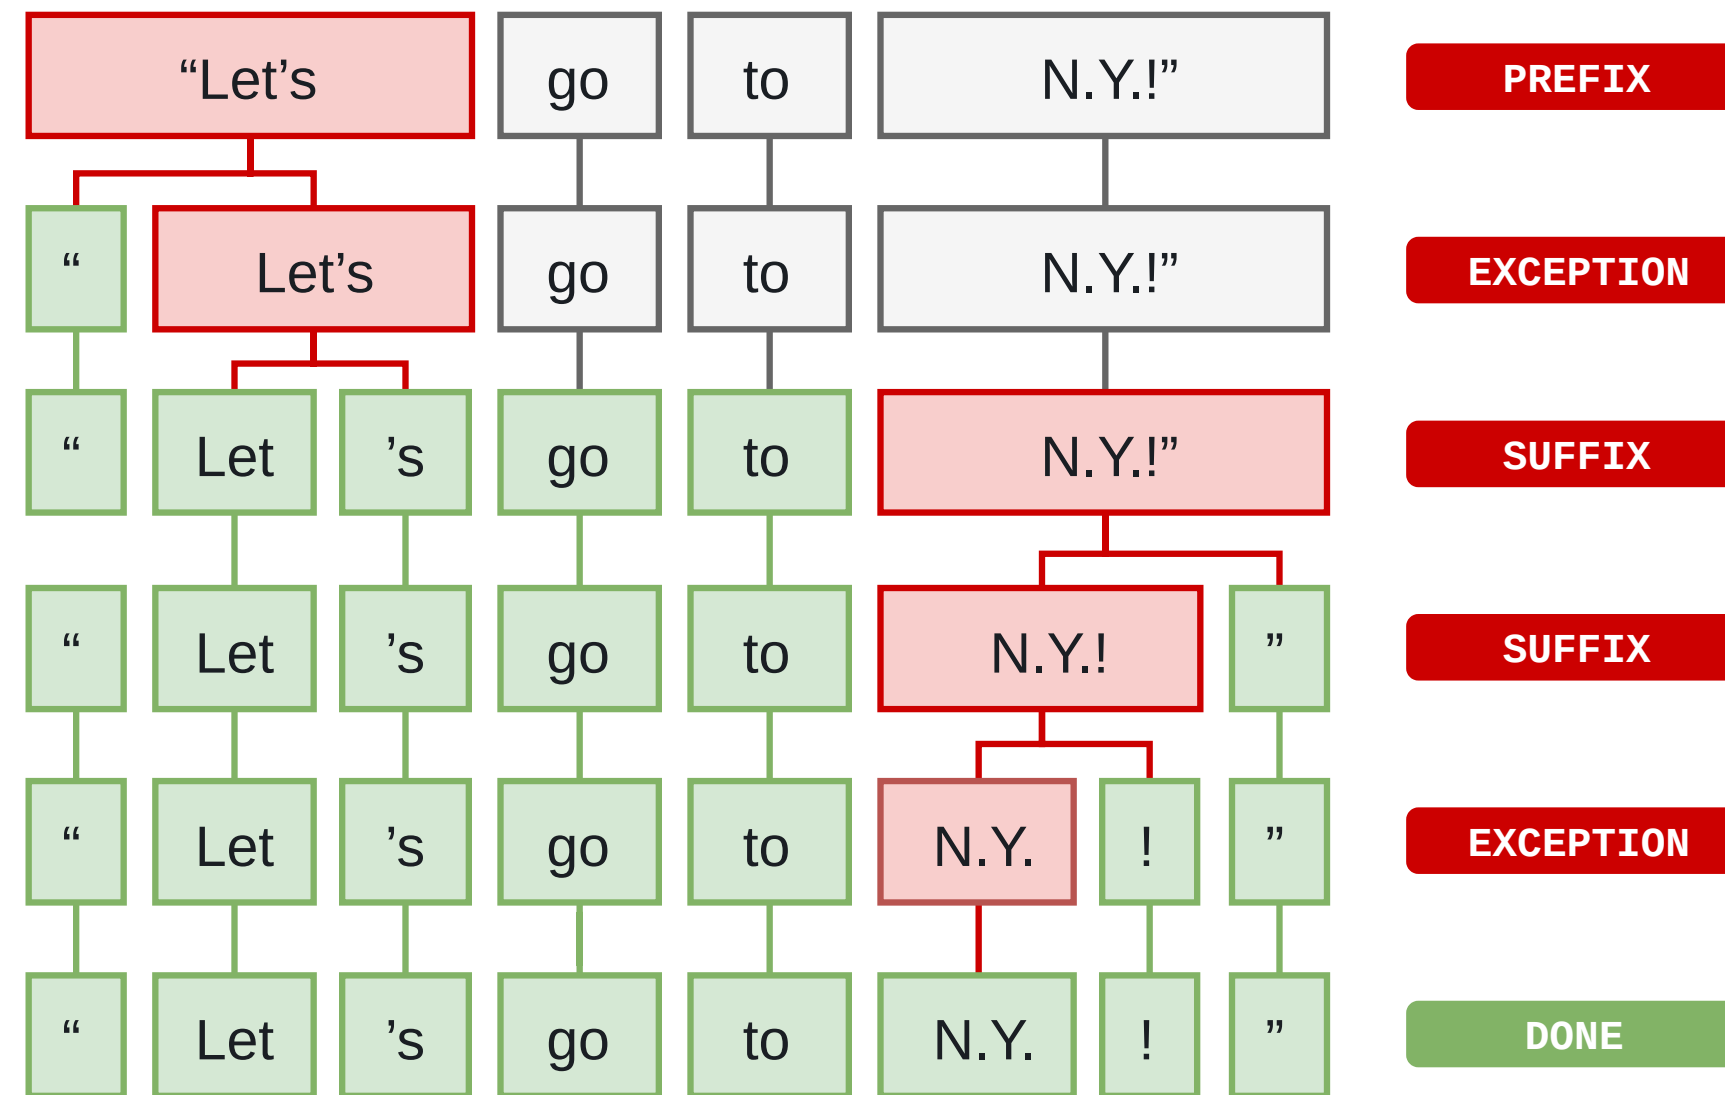 “Let’s go to N.Y.!” PREFIX
“ Let’s go to N.Y.!” EXCEPTION
“ Let ’s go to N.Y.!” SUFFIX
“ Let ’s go to N.Y.! ” SUFFIX
“ Let ’s go to N.Y. ! ” EXCEPTION
“ Let ’s go to N.Y. ! ” DONE